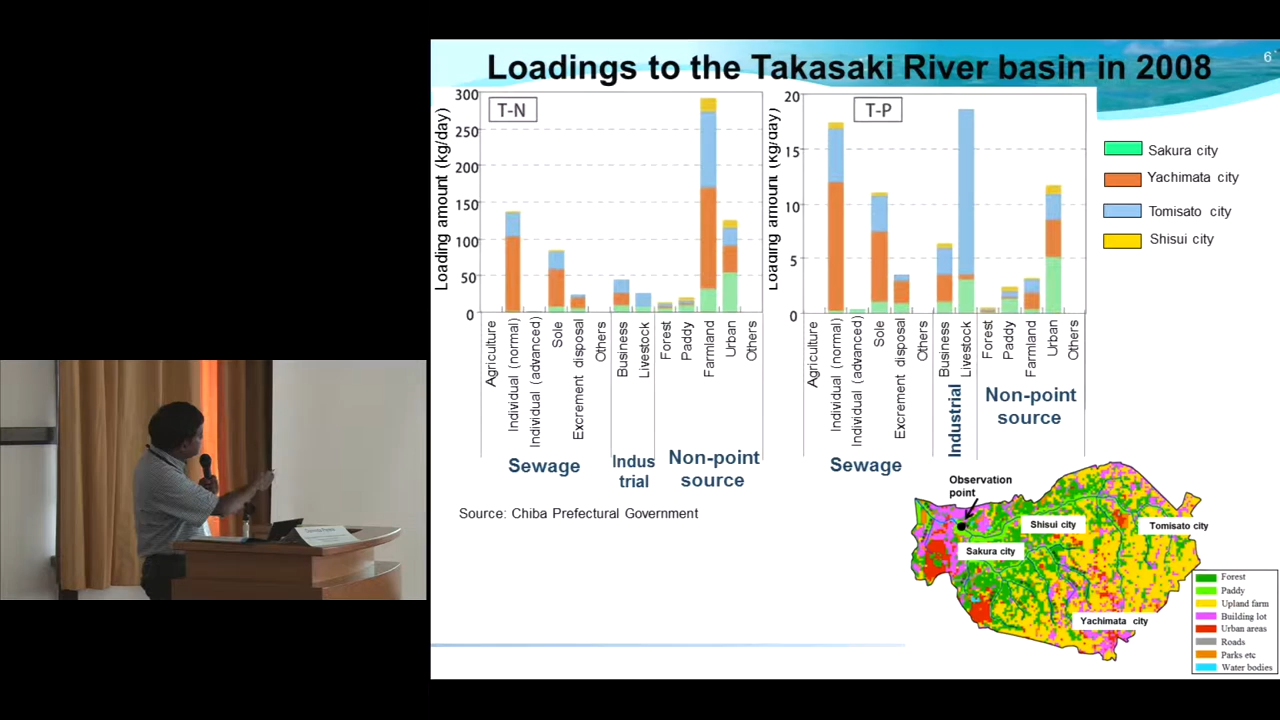 Loadings to the Takasaki River basin in 2008
6
T-N
Loading amount (kg/day)
300
250
200
150
100
50
0
Agriculture
Individual (normal)
Individual (advanced)
Sole
Excrement disposal
Others
Business
Livestock
Forest
Paddy
Farmland
Urban
Others
Sewage
Indus
trial
Non-point
source
T-P
Loading amount (kg/day)
20
15
10
5
0
Agriculture
Individual (normal)
Individual (advanced)
Sole
Excrement disposal
Others
Business
Livestock
Forest
Paddy
Farmland
Urban
Others
Sewage
Industrial
Non-point
source
Sakura city
Yachimata city
Tomisato city
Shisui city
Source: Chiba Prefectural Government
Observation
point
Shisui city
Tomisato city
Sakura city
Yachimata city
Forest
Paddy
Upland farm
Building lot
Urban areas
Roads
Parks etc
Water bodies